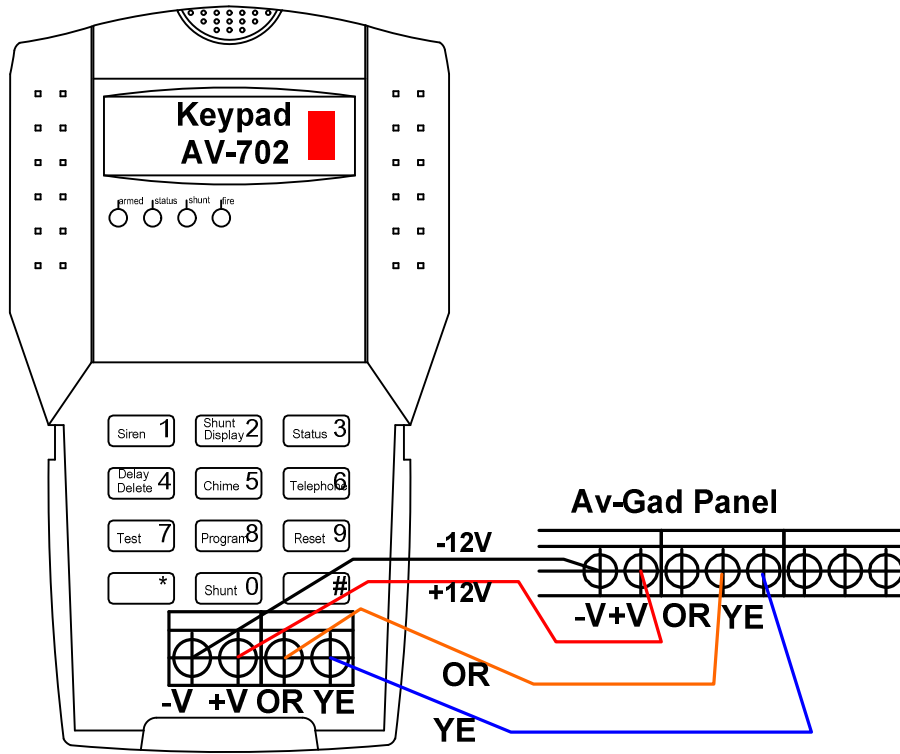 Keypad
AV-702
armed status shunt fire
Siren 1
Shunt Display 2
Status 3
Delay Delete 4
Chime 5
Telephone 6
Test 7
Program 8
Reset 9
*
Shunt 0
#
-V +V OR YE
Av-Gad Panel
-12V
+12V
-V+V OR YE
OR
YE